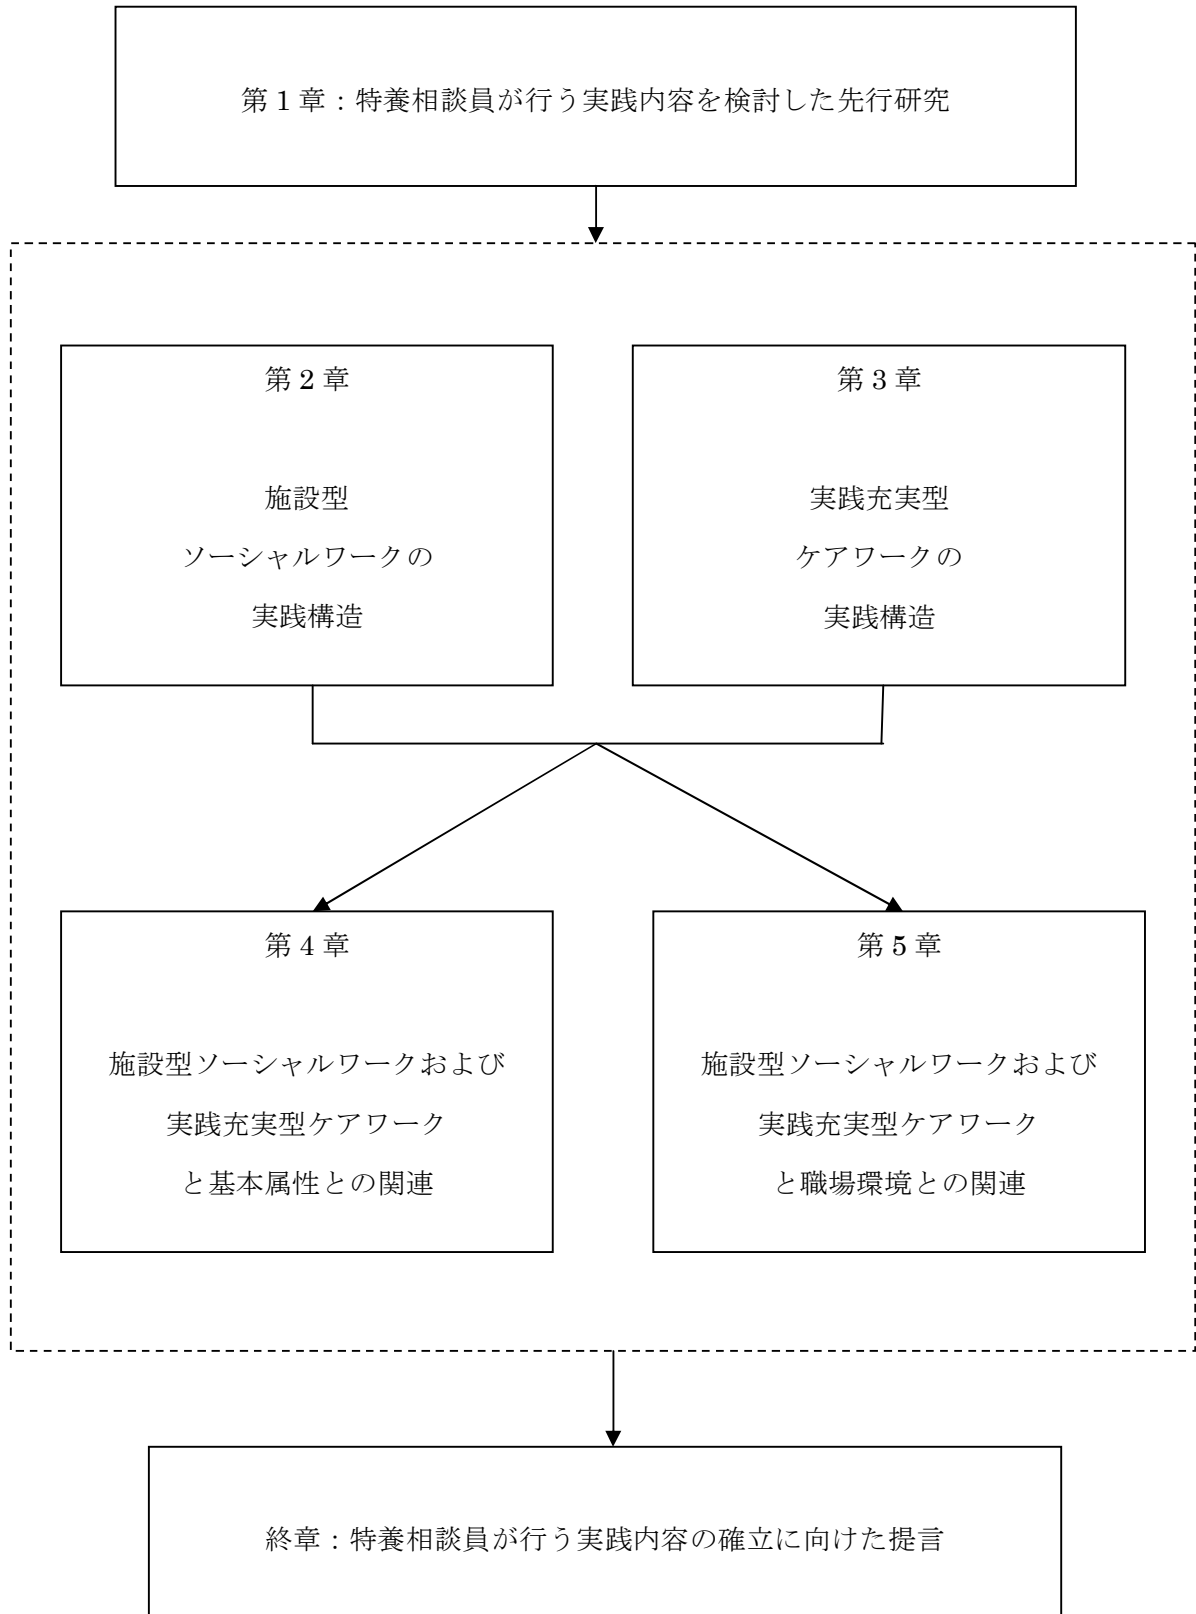 第1章：特養相談員が行う実践内容を検討した先行研究
第2章
施設型
ソーシャルワークの
実践構造
第3章
実践充実型
ケアワークの
実践構造
第4章
施設型ソーシャルワークおよび
実践充実型ケアワーク
と基本属性との関連
第5章
施設型ソーシャルワークおよび
実践充実型ケアワーク
と職場環境との関連
終章：特養相談員が行う実践内容の確立に向けた提言